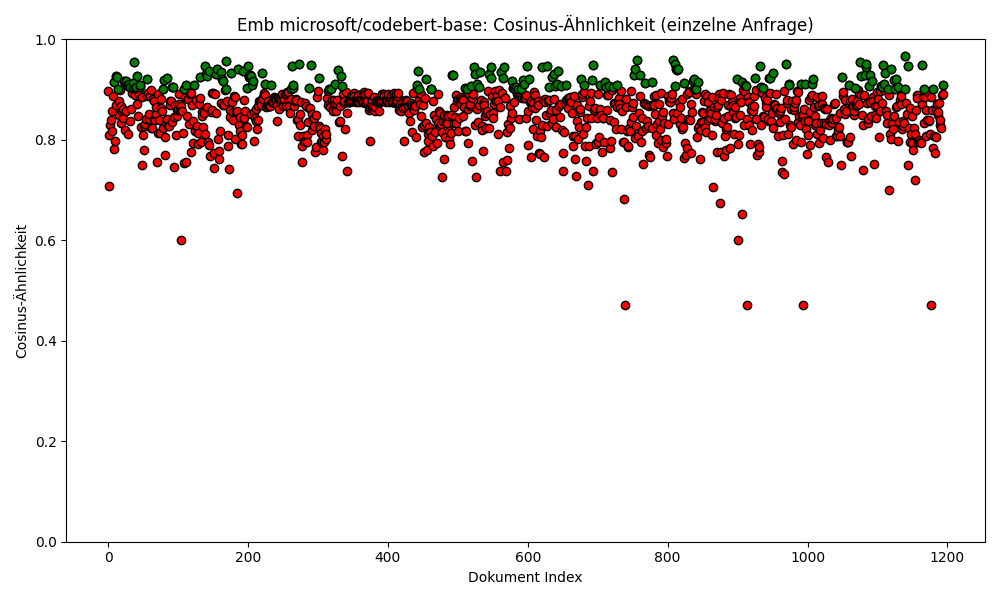 Emb microsoft/codebert-base: Cosinus-Ähnlichkeit (einzelne Anfrage)
1.0
0.8
0.6
0.4
0.2
0.0
Cosinus-Ähnlichkeit
0 200 400 600 800 1000 1200
Dokument Index